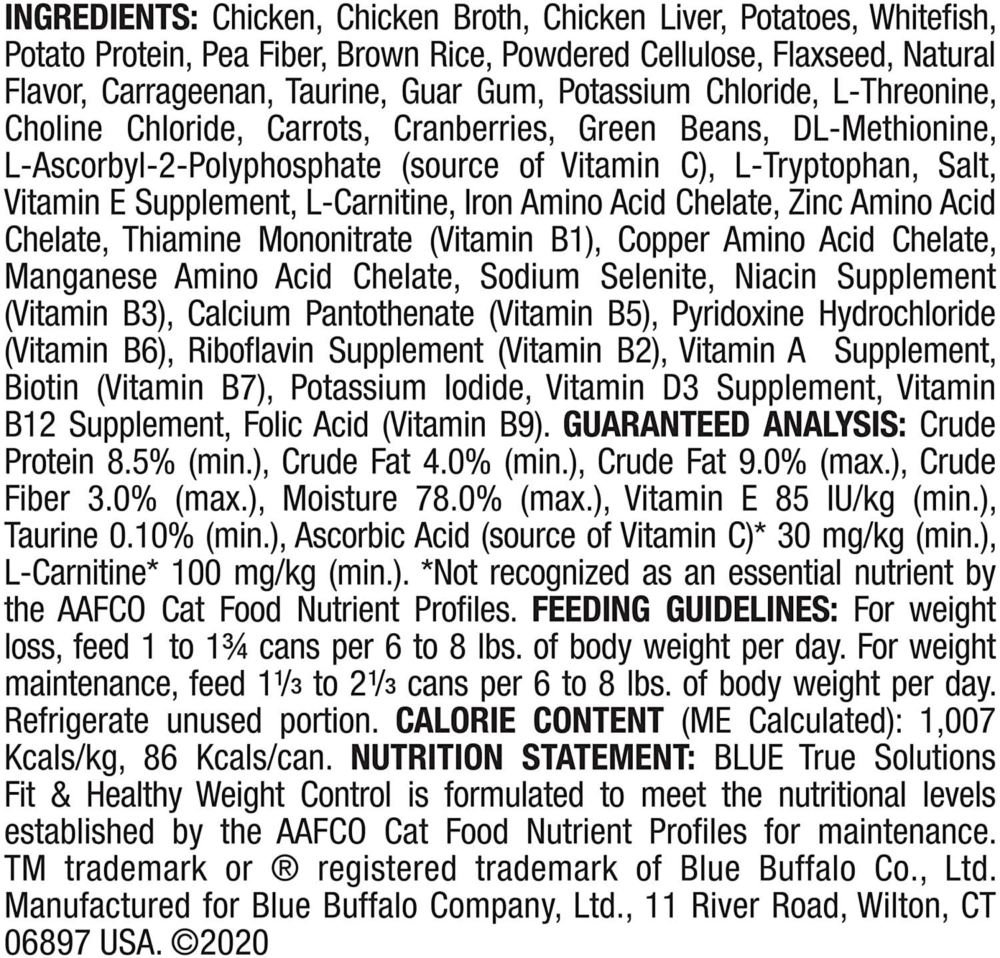 INGREDIENTS: Chicken, Chicken Broth, Chicken Liver, Potatoes, Whitefish,
Potato Protein, Pea Fiber, Brown Rice, Powdered Cellulose, Flaxseed, Natural
Flavor, Carrageenan, Taurine, Guar Gum, Potassium Chloride, L-Threonine,
Choline Chloride, Carrots, Cranberries, Green Beans, DL-Methionine,
L-Ascorbyl-2-Polyphosphate (source of Vitamin C), L-Tryptophan, Salt,
Vitamin E Supplement, L-Carnitine, Iron Amino Acid Chelate, Zinc Amino Acid
Chelate, Thiamine Mononitrate (Vitamin B1), Copper Amino Acid Chelate,
Manganese Amino Acid Chelate, Sodium Selenite, Niacin Supplement
(Vitamin B3), Calcium Pantothenate (Vitamin B5), Pyridoxine Hydrochloride
(Vitamin B6), Riboflavin Supplement (Vitamin B2), Vitamin A Supplement,
Biotin (Vitamin B7), Potassium Iodide, Vitamin D3 Supplement, Vitamin
B12 Supplement, Folic Acid (Vitamin B9). GUARANTEED ANALYSIS: Crude
Protein 8.5% (min.), Crude Fat 4.0% (min.), Crude Fat 9.0% (max.), Crude
Fiber 3.0% (max.), Moisture 78.0% (max.), Vitamin E 85 IU/kg (min.),
Taurine 0.10% (min.), Ascorbic Acid (source of Vitamin C)* 30 mg/kg (min.),
L-Carnitine* 100 mg/kg (min.). *Not recognized as an essential nutrient by
the AAFCO Cat Food Nutrient Profiles. FEEDING GUIDELINES: For weight
loss, feed 1 to 1¾ cans per 6 to 8 lbs. of body weight per day. For weight
maintenance, feed 1⅓ to 2⅓ cans per 6 to 8 lbs. of body weight per day.
Refrigerate unused portion. CALORIE CONTENT (ME Calculated): 1,007
Kcals/kg, 86 Kcals/can. NUTRITION STATEMENT: BLUE True Solutions
Fit & Healthy Weight Control is formulated to meet the nutritional levels
established by the AAFCO Cat Food Nutrient Profiles for maintenance.
TM trademark or ® registered trademark of Blue Buffalo Co., Ltd.
Manufactured for Blue Buffalo Company, Ltd., 11 River Road, Wilton, CT
06897 USA. ©2020